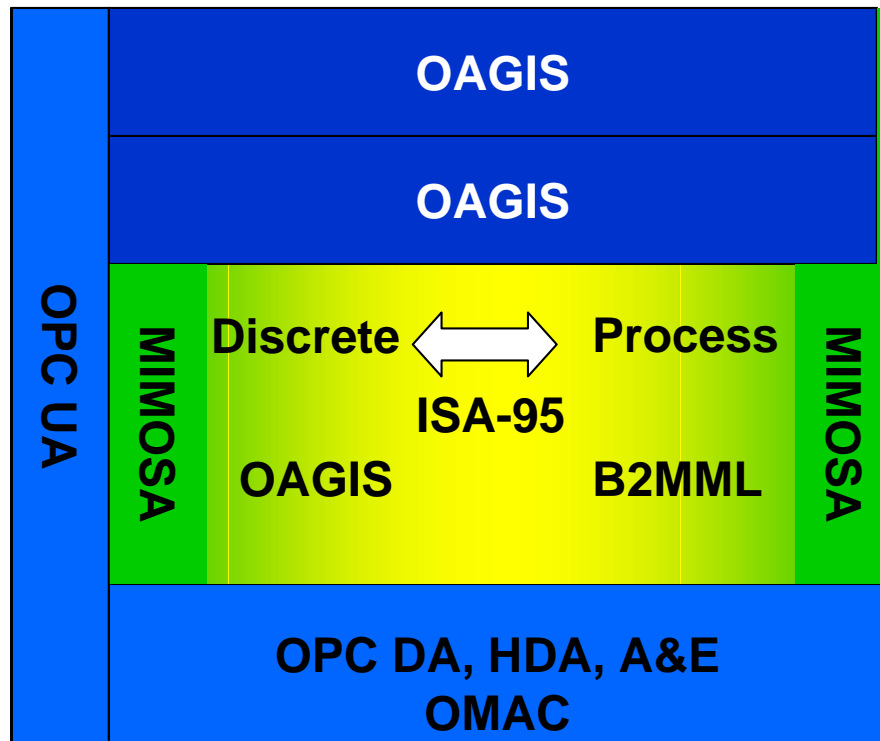 OAGIS
OAGIS
OPC UA
MIMOSA
Discrete
Process
MIMOSA
ISA-95
OAGIS
B2MML
OPC DA, HDA, A&E
OMAC